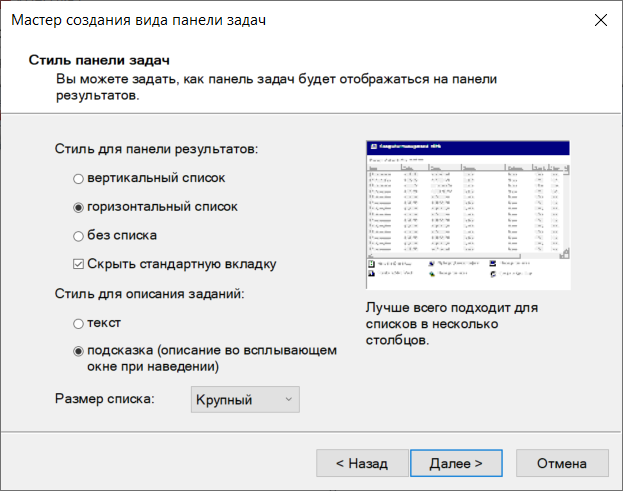 Мастер создания вида панели задач
Стиль панели задач
Вы можете задать, как панель задач будет отображаться на панели
результатов.
Стиль для панели результатов:
вертикальный список
горизонтальный список
без списка
Скрыть стандартную вкладку
Стиль для описания заданий:
текст
подсказка (описание во всплывающем
окне при наведении)
Размер списка:
Крупный
Лучше всего подходит для
списков в несколько
столбцов.
< Назад
Далее >
Отмена